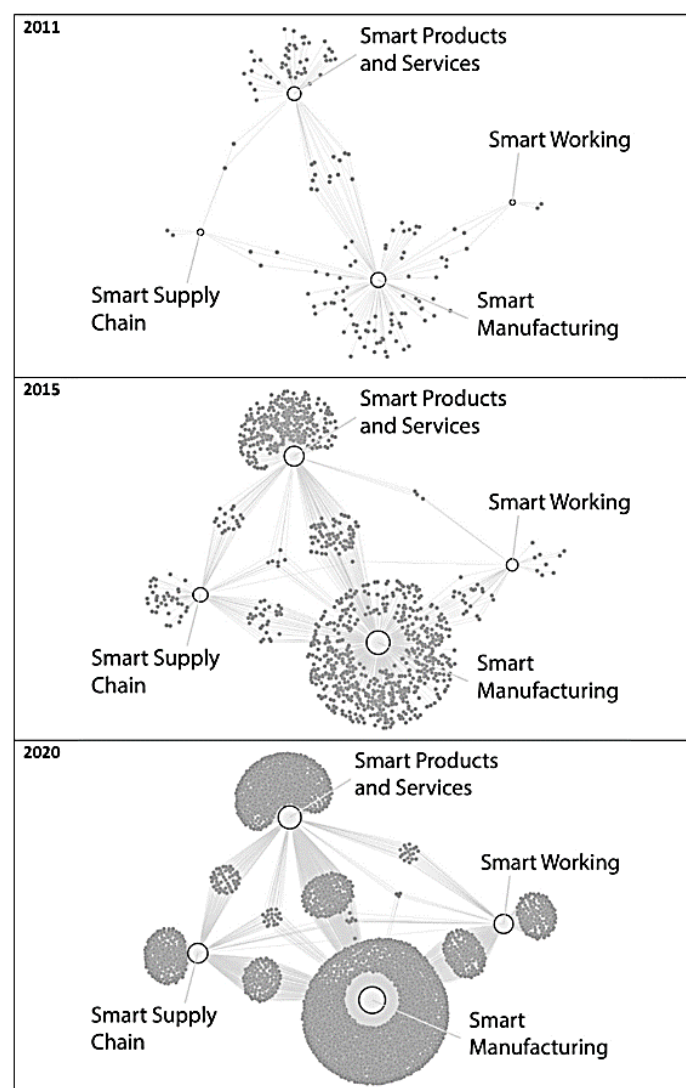 2011
Smart Products
and Services
Smart Working
Smart Supply
Chain
Smart
Manufacturing
2015
Smart Products
and Services
Smart Working
Smart Supply
Chain
Smart
Manufacturing
2020
Smart Products
and Services
Smart Working
Smart Supply
Chain
Smart
Manufacturing